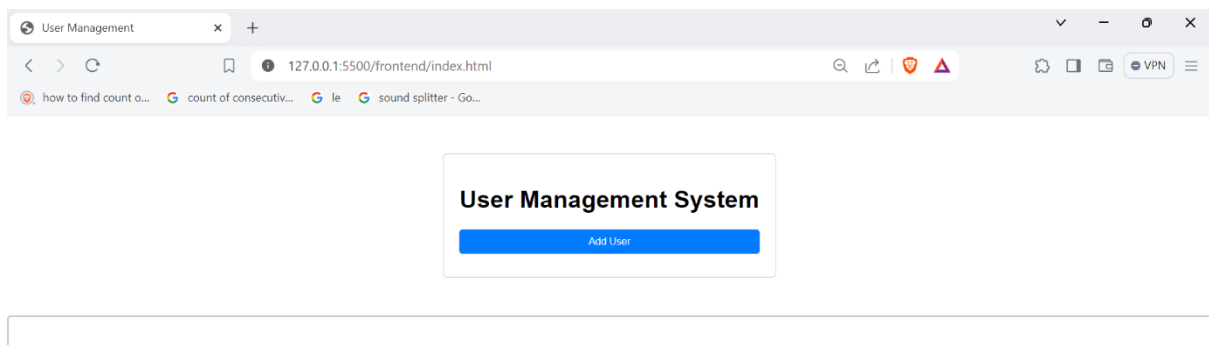 User Management
127.0.0.1:5500/frontend/index.html
VPN
how to find count o... count of consecutiv... le sound splitter - Go...
User Management System
Add User